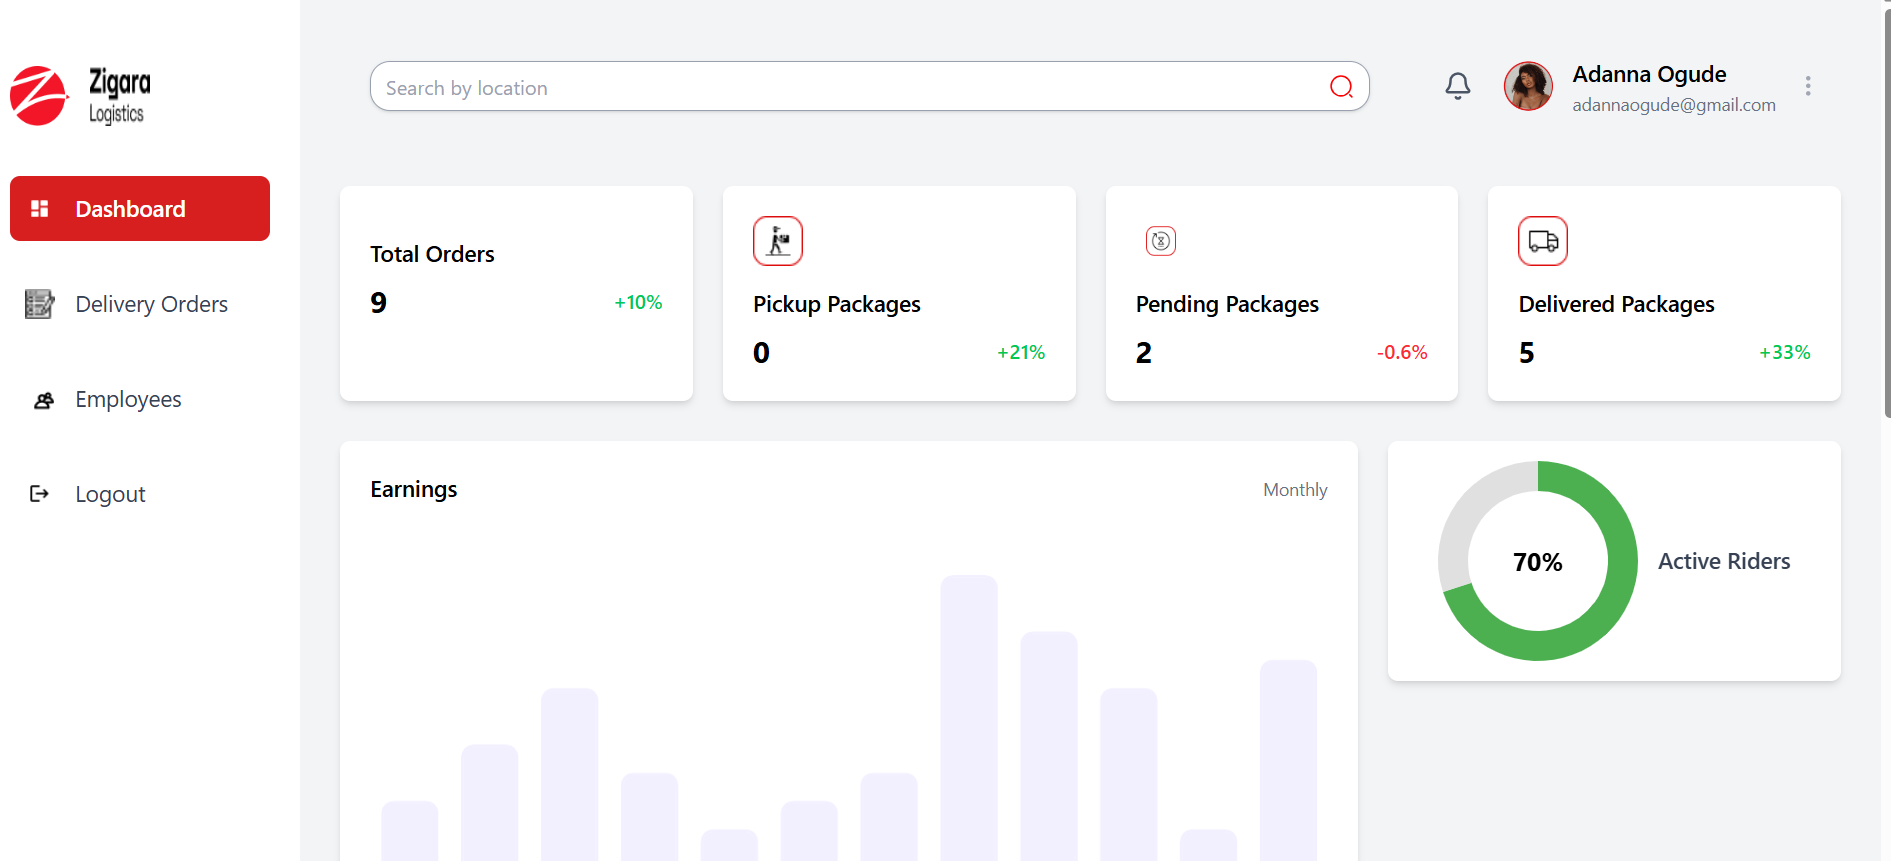 Zigara
Logistics
Search by location
Adanna Ogude
adannaogude@gmail.com
Dashboard
Delivery Orders
Employees
Logout
Total Orders
9
+10%
Pickup Packages
0
+21%
Pending Packages
2
-0.6%
Delivered Packages
5
+33%
Earnings
Monthly
70%
Active Riders